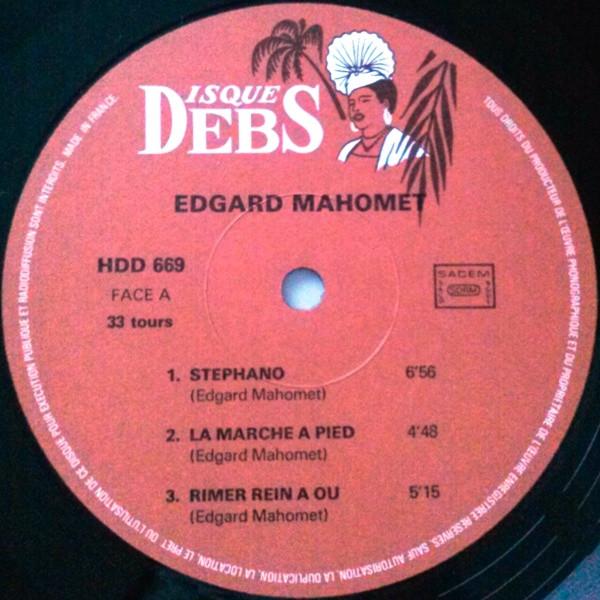 DISQUE
DEBS
EDGARD MAHOMET
HDD 669
FACE A
33 tours
SACEM
SDRM
1. STEPHANO 6'56
(Edgard Mahomet)
2. LA MARCHE A PIED 4'48
(Edgard Mahomet)
3. RIMER REIN A OU 5'15
(Edgard Mahomet)
TOUS DROITS DU PRODUCTEUR DE L'ŒUVRE PHONOGRAPHIQUE ET DU PROPRIETAIRE DE L'ŒUVRE ENREGISTREE RESERVES. SAUF AUTORISATION, LA DUPLICATION, LA LOCATION, LE PRET OU L'UTILISATION DE CE DISQUE POUR EXECUTION PUBLIQUE ET RADIODIFFUSION SONT INTERDITS. MADE IN FRANCE